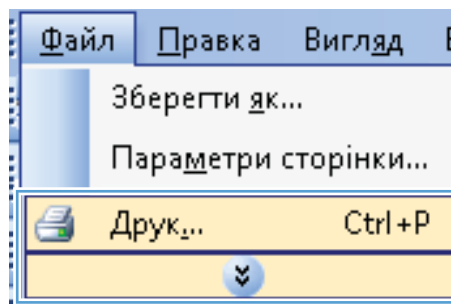 Файл Правка Вигляд
Зберегти як...
Параметри сторінки...
Друк... Ctrl+P